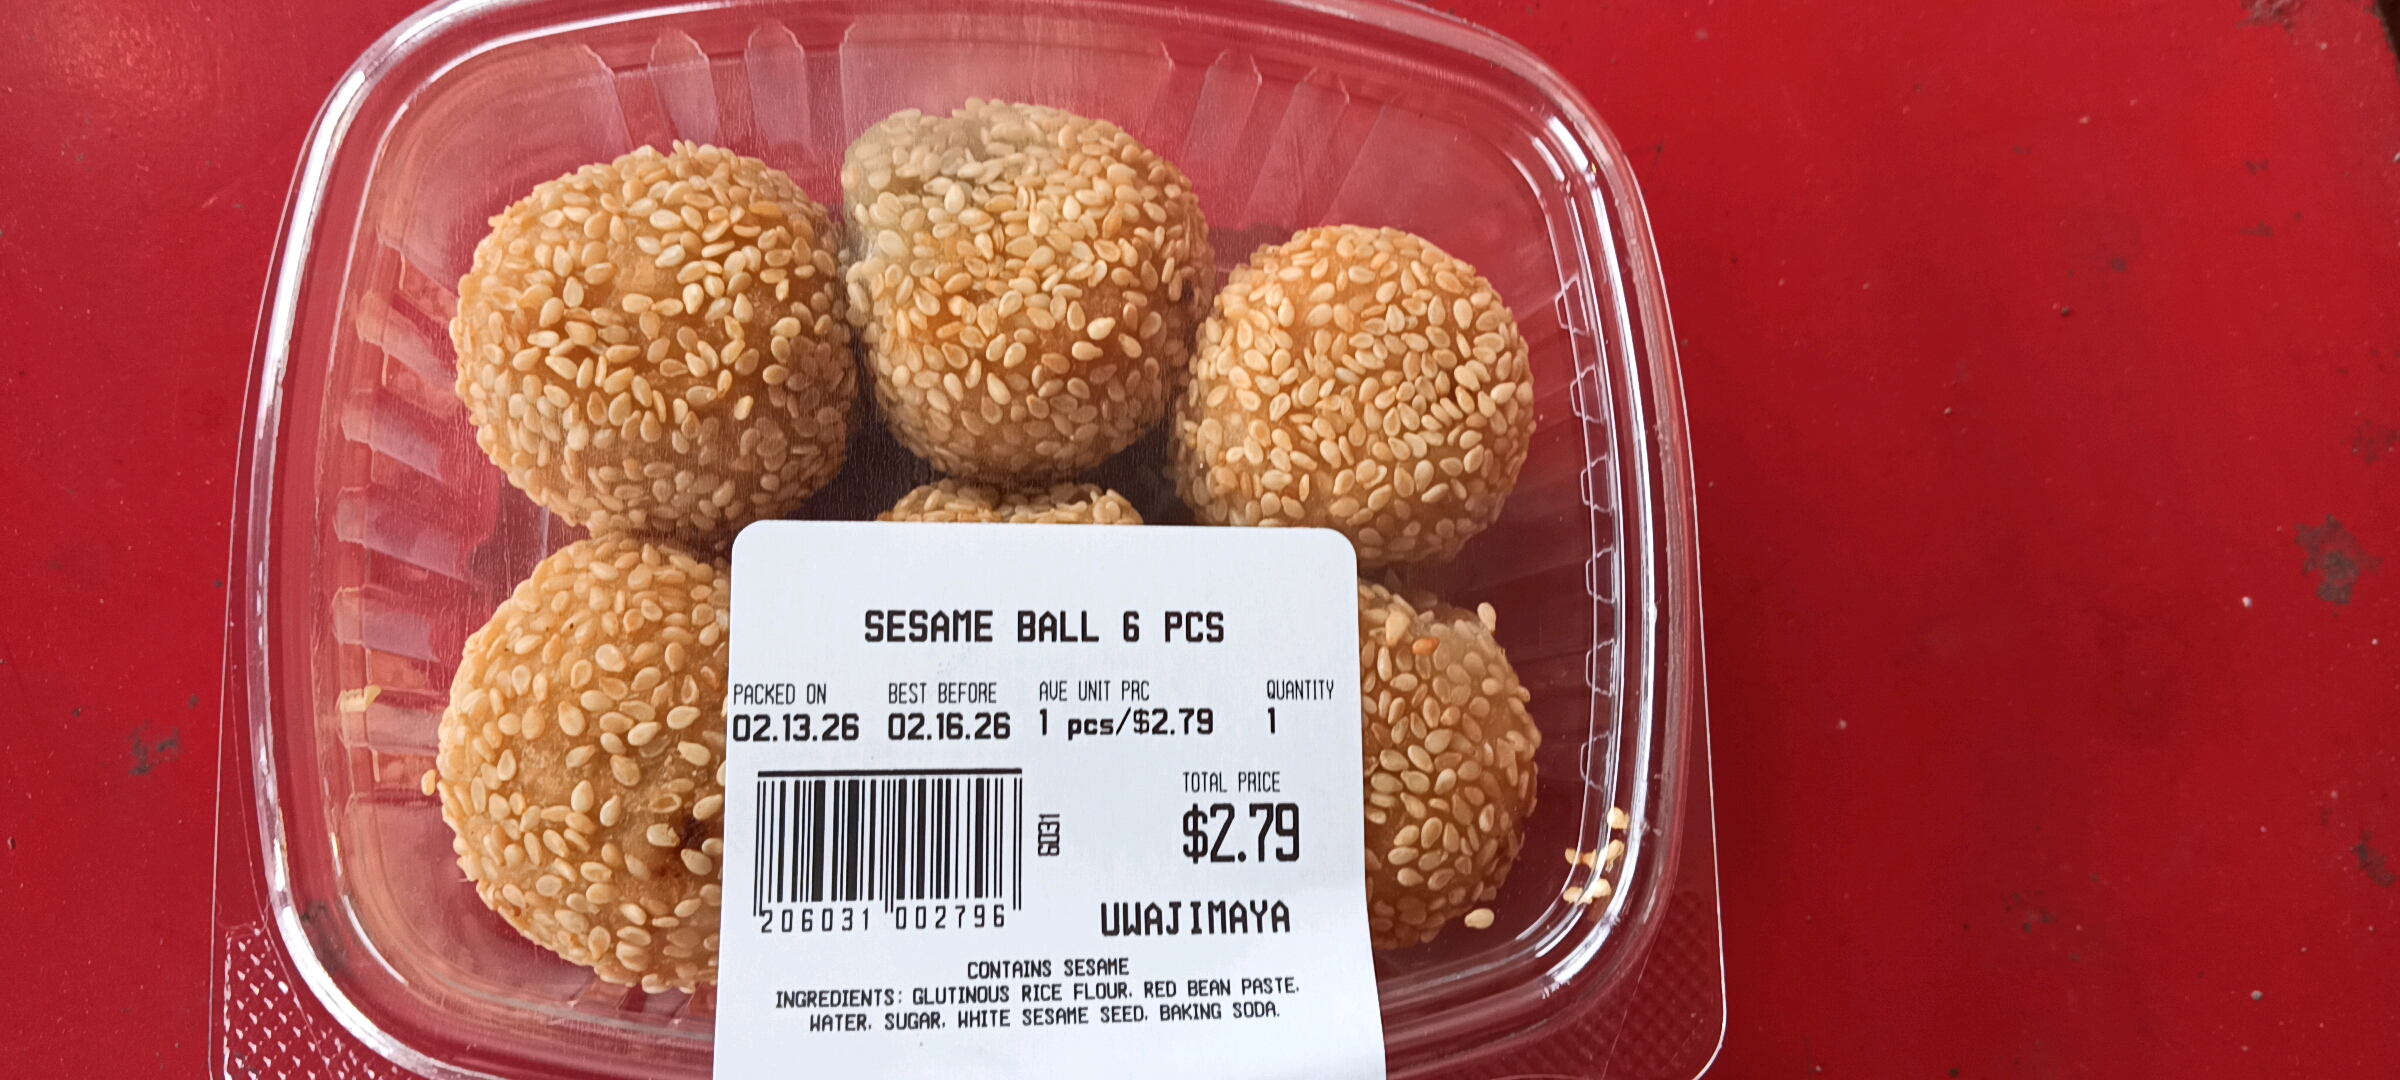 SESAME BALL 6 PCS
PACKED ON BEST BEFORE AVE UNIT PRC QUANTITY
02.13.26 02.16.26 1 pcs/$2.79 1
TOTAL PRICE
$2.79
206031 002796
UWAJIMAYA
CONTAINS SESAME
INGREDIENTS: GLUTINOUS RICE FLOUR, RED BEAN PASTE,
WATER, SUGAR, WHITE SESAME SEED, BAKING SODA.